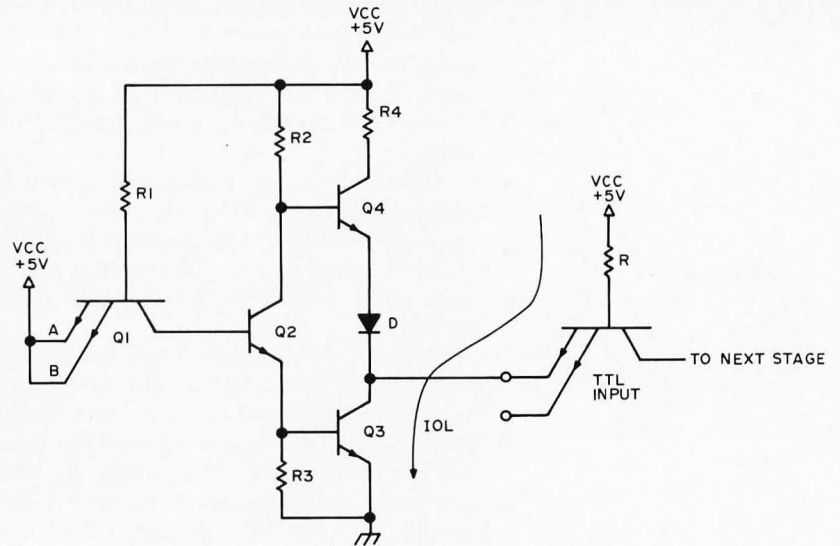 VCC
+5V
R2
R4
R1
Q4
VCC
+5V
R
VCC
+5V
A
B
Q1
Q2
D
TO NEXT STAGE
TTL
INPUT
IOL
Q3
R3